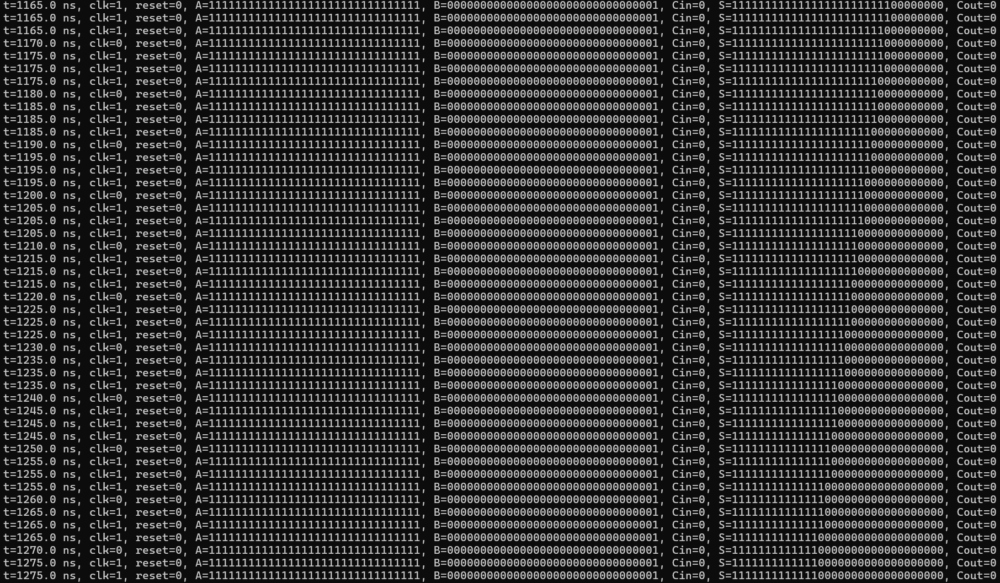 t=1165.0 ns, clk=1, reset=0, A=11111111111111111111111111111111, B=00000000000000000000000000000001, Cin=0, S=11111111111111111111111100000000, Cout=0
t=1165.0 ns, clk=1, reset=0, A=11111111111111111111111111111111, B=00000000000000000000000000000001, Cin=0, S=11111111111111111111111100000000, Cout=0
t=1165.0 ns, clk=1, reset=0, A=11111111111111111111111111111111, B=00000000000000000000000000000001, Cin=0, S=11111111111111111111111000000000, Cout=0
t=1170.0 ns, clk=0, reset=0, A=11111111111111111111111111111111, B=00000000000000000000000000000001, Cin=0, S=11111111111111111111111000000000, Cout=0
t=1175.0 ns, clk=1, reset=0, A=11111111111111111111111111111111, B=00000000000000000000000000000001, Cin=0, S=11111111111111111111111000000000, Cout=0
t=1175.0 ns, clk=1, reset=0, A=11111111111111111111111111111111, B=00000000000000000000000000000001, Cin=0, S=11111111111111111111111000000000, Cout=0
t=1175.0 ns, clk=1, reset=0, A=11111111111111111111111111111111, B=00000000000000000000000000000001, Cin=0, S=11111111111111111111110000000000, Cout=0
t=1180.0 ns, clk=0, reset=0, A=11111111111111111111111111111111, B=00000000000000000000000000000001, Cin=0, S=11111111111111111111110000000000, Cout=0
t=1185.0 ns, clk=1, reset=0, A=11111111111111111111111111111111, B=00000000000000000000000000000001, Cin=0, S=11111111111111111111110000000000, Cout=0
t=1185.0 ns, clk=1, reset=0, A=11111111111111111111111111111111, B=00000000000000000000000000000001, Cin=0, S=11111111111111111111110000000000, Cout=0
t=1185.0 ns, clk=1, reset=0, A=11111111111111111111111111111111, B=00000000000000000000000000000001, Cin=0, S=11111111111111111111100000000000, Cout=0
t=1190.0 ns, clk=0, reset=0, A=11111111111111111111111111111111, B=00000000000000000000000000000001, Cin=0, S=11111111111111111111100000000000, Cout=0
t=1195.0 ns, clk=1, reset=0, A=11111111111111111111111111111111, B=00000000000000000000000000000001, Cin=0, S=11111111111111111111100000000000, Cout=0
t=1195.0 ns, clk=1, reset=0, A=11111111111111111111111111111111, B=00000000000000000000000000000001, Cin=0, S=11111111111111111111100000000000, Cout=0
t=1195.0 ns, clk=1, reset=0, A=11111111111111111111111111111111, B=00000000000000000000000000000001, Cin=0, S=11111111111111111111000000000000, Cout=0
t=1200.0 ns, clk=0, reset=0, A=11111111111111111111111111111111, B=00000000000000000000000000000001, Cin=0, S=11111111111111111111000000000000, Cout=0
t=1205.0 ns, clk=1, reset=0, A=11111111111111111111111111111111, B=00000000000000000000000000000001, Cin=0, S=11111111111111111111000000000000, Cout=0
t=1205.0 ns, clk=1, reset=0, A=11111111111111111111111111111111, B=00000000000000000000000000000001, Cin=0, S=11111111111111111111000000000000, Cout=0
t=1205.0 ns, clk=1, reset=0, A=11111111111111111111111111111111, B=00000000000000000000000000000001, Cin=0, S=11111111111111111110000000000000, Cout=0
t=1210.0 ns, clk=0, reset=0, A=11111111111111111111111111111111, B=00000000000000000000000000000001, Cin=0, S=11111111111111111110000000000000, Cout=0
t=1215.0 ns, clk=1, reset=0, A=11111111111111111111111111111111, B=00000000000000000000000000000001, Cin=0, S=11111111111111111110000000000000, Cout=0
t=1215.0 ns, clk=1, reset=0, A=11111111111111111111111111111111, B=00000000000000000000000000000001, Cin=0, S=11111111111111111110000000000000, Cout=0
t=1215.0 ns, clk=1, reset=0, A=11111111111111111111111111111111, B=00000000000000000000000000000001, Cin=0, S=11111111111111111100000000000000, Cout=0
t=1220.0 ns, clk=0, reset=0, A=11111111111111111111111111111111, B=00000000000000000000000000000001, Cin=0, S=11111111111111111100000000000000, Cout=0
t=1225.0 ns, clk=1, reset=0, A=11111111111111111111111111111111, B=00000000000000000000000000000001, Cin=0, S=11111111111111111100000000000000, Cout=0
t=1225.0 ns, clk=1, reset=0, A=11111111111111111111111111111111, B=00000000000000000000000000000001, Cin=0, S=11111111111111111100000000000000, Cout=0
t=1225.0 ns, clk=1, reset=0, A=11111111111111111111111111111111, B=00000000000000000000000000000001, Cin=0, S=11111111111111111000000000000000, Cout=0
t=1230.0 ns, clk=0, reset=0, A=11111111111111111111111111111111, B=00000000000000000000000000000001, Cin=0, S=11111111111111111000000000000000, Cout=0
t=1235.0 ns, clk=1, reset=0, A=11111111111111111111111111111111, B=00000000000000000000000000000001, Cin=0, S=11111111111111111000000000000000, Cout=0
t=1235.0 ns, clk=1, reset=0, A=11111111111111111111111111111111, B=00000000000000000000000000000001, Cin=0, S=11111111111111111000000000000000, Cout=0
t=1235.0 ns, clk=1, reset=0, A=11111111111111111111111111111111, B=00000000000000000000000000000001, Cin=0, S=11111111111111110000000000000000, Cout=0
t=1240.0 ns, clk=0, reset=0, A=11111111111111111111111111111111, B=00000000000000000000000000000001, Cin=0, S=11111111111111110000000000000000, Cout=0
t=1245.0 ns, clk=1, reset=0, A=11111111111111111111111111111111, B=00000000000000000000000000000001, Cin=0, S=11111111111111110000000000000000, Cout=0
t=1245.0 ns, clk=1, reset=0, A=11111111111111111111111111111111, B=00000000000000000000000000000001, Cin=0, S=11111111111111110000000000000000, Cout=0
t=1245.0 ns, clk=1, reset=0, A=11111111111111111111111111111111, B=00000000000000000000000000000001, Cin=0, S=11111111111111100000000000000000, Cout=0
t=1250.0 ns, clk=0, reset=0, A=11111111111111111111111111111111, B=00000000000000000000000000000001, Cin=0, S=11111111111111100000000000000000, Cout=0
t=1255.0 ns, clk=1, reset=0, A=11111111111111111111111111111111, B=00000000000000000000000000000001, Cin=0, S=11111111111111100000000000000000, Cout=0
t=1255.0 ns, clk=1, reset=0, A=11111111111111111111111111111111, B=00000000000000000000000000000001, Cin=0, S=11111111111111100000000000000000, Cout=0
t=1255.0 ns, clk=1, reset=0, A=11111111111111111111111111111111, B=00000000000000000000000000000001, Cin=0, S=11111111111111000000000000000000, Cout=0
t=1260.0 ns, clk=0, reset=0, A=11111111111111111111111111111111, B=00000000000000000000000000000001, Cin=0, S=11111111111111000000000000000000, Cout=0
t=1265.0 ns, clk=1, reset=0, A=11111111111111111111111111111111, B=00000000000000000000000000000001, Cin=0, S=11111111111111000000000000000000, Cout=0
t=1265.0 ns, clk=1, reset=0, A=11111111111111111111111111111111, B=00000000000000000000000000000001, Cin=0, S=11111111111111000000000000000000, Cout=0
t=1265.0 ns, clk=1, reset=0, A=11111111111111111111111111111111, B=00000000000000000000000000000001, Cin=0, S=11111111111110000000000000000000, Cout=0
t=1270.0 ns, clk=0, reset=0, A=11111111111111111111111111111111, B=00000000000000000000000000000001, Cin=0, S=11111111111110000000000000000000, Cout=0
t=1275.0 ns, clk=1, reset=0, A=11111111111111111111111111111111, B=00000000000000000000000000000001, Cin=0, S=11111111111110000000000000000000, Cout=0
t=1275.0 ns, clk=1, reset=0, A=11111111111111111111111111111111, B=00000000000000000000000000000001, Cin=0, S=11111111111110000000000000000000, Cout=0